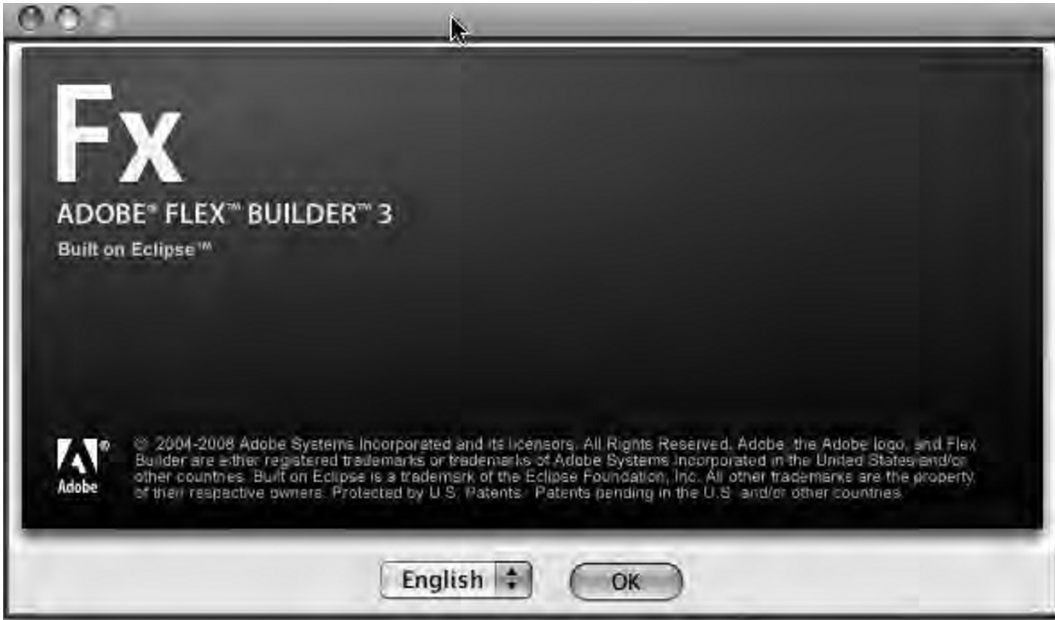 Fx
ADOBE® FLEX™ BUILDER™ 3
Built on Eclipse™
Adobe
© 2004-2008 Adobe Systems Incorporated and its licensors. All Rights Reserved. Adobe, the Adobe logo, and Flex
Builder are either registered trademarks or trademarks of Adobe Systems Incorporated in the United States and/or
other countries. Built on Eclipse is a trademark of the Eclipse Foundation, Inc. All other trademarks are the property
of their respective owners. Protected by U.S. Patents. Patents pending in the U.S. and/or other countries.
English
OK